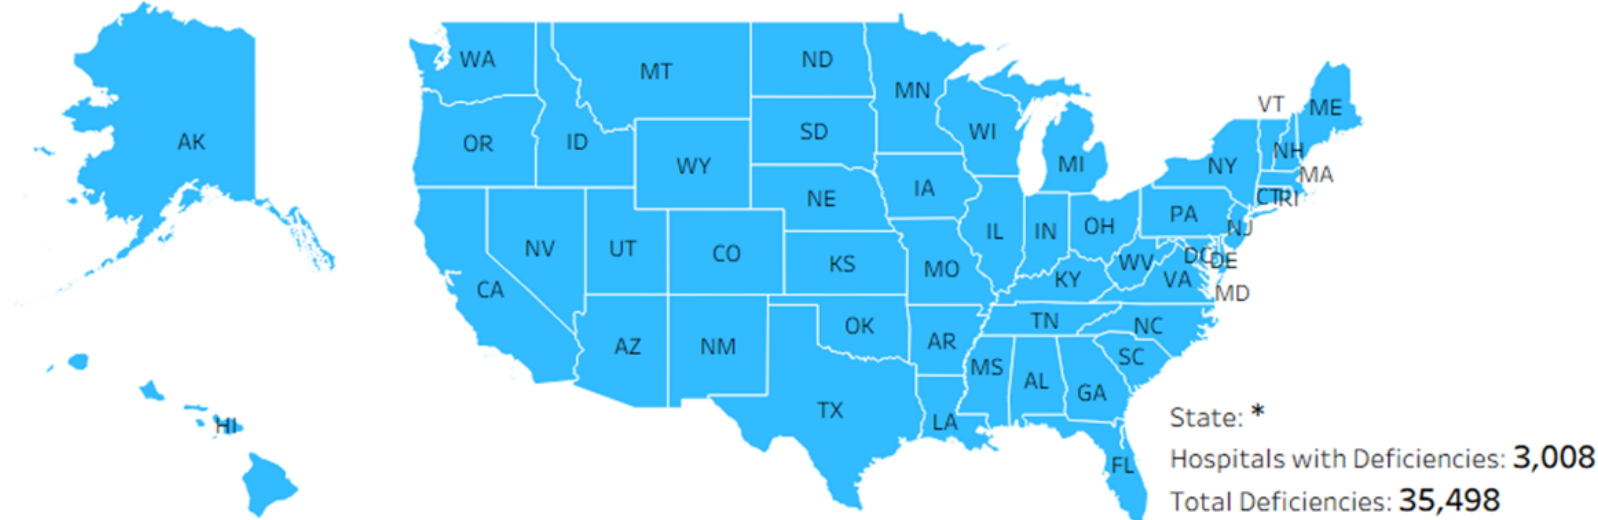 WA
MT
ND
MN
VT
ME
AK
OR
ID
SD
WI
MI
NY
NH
MA
WY
IA
CT
RI
NE
PA
NJ
NV
UT
CO
KS
MO
IL
IN
OH
WV
DC
DE
VA
MD
CA
KY
OK
TN
NC
AZ
NM
AR
SC
MS
AL
GA
TX
LA
HI
FL
State: *
Hospitals with Deficiencies: 3,008
Total Deficiencies: 35,498